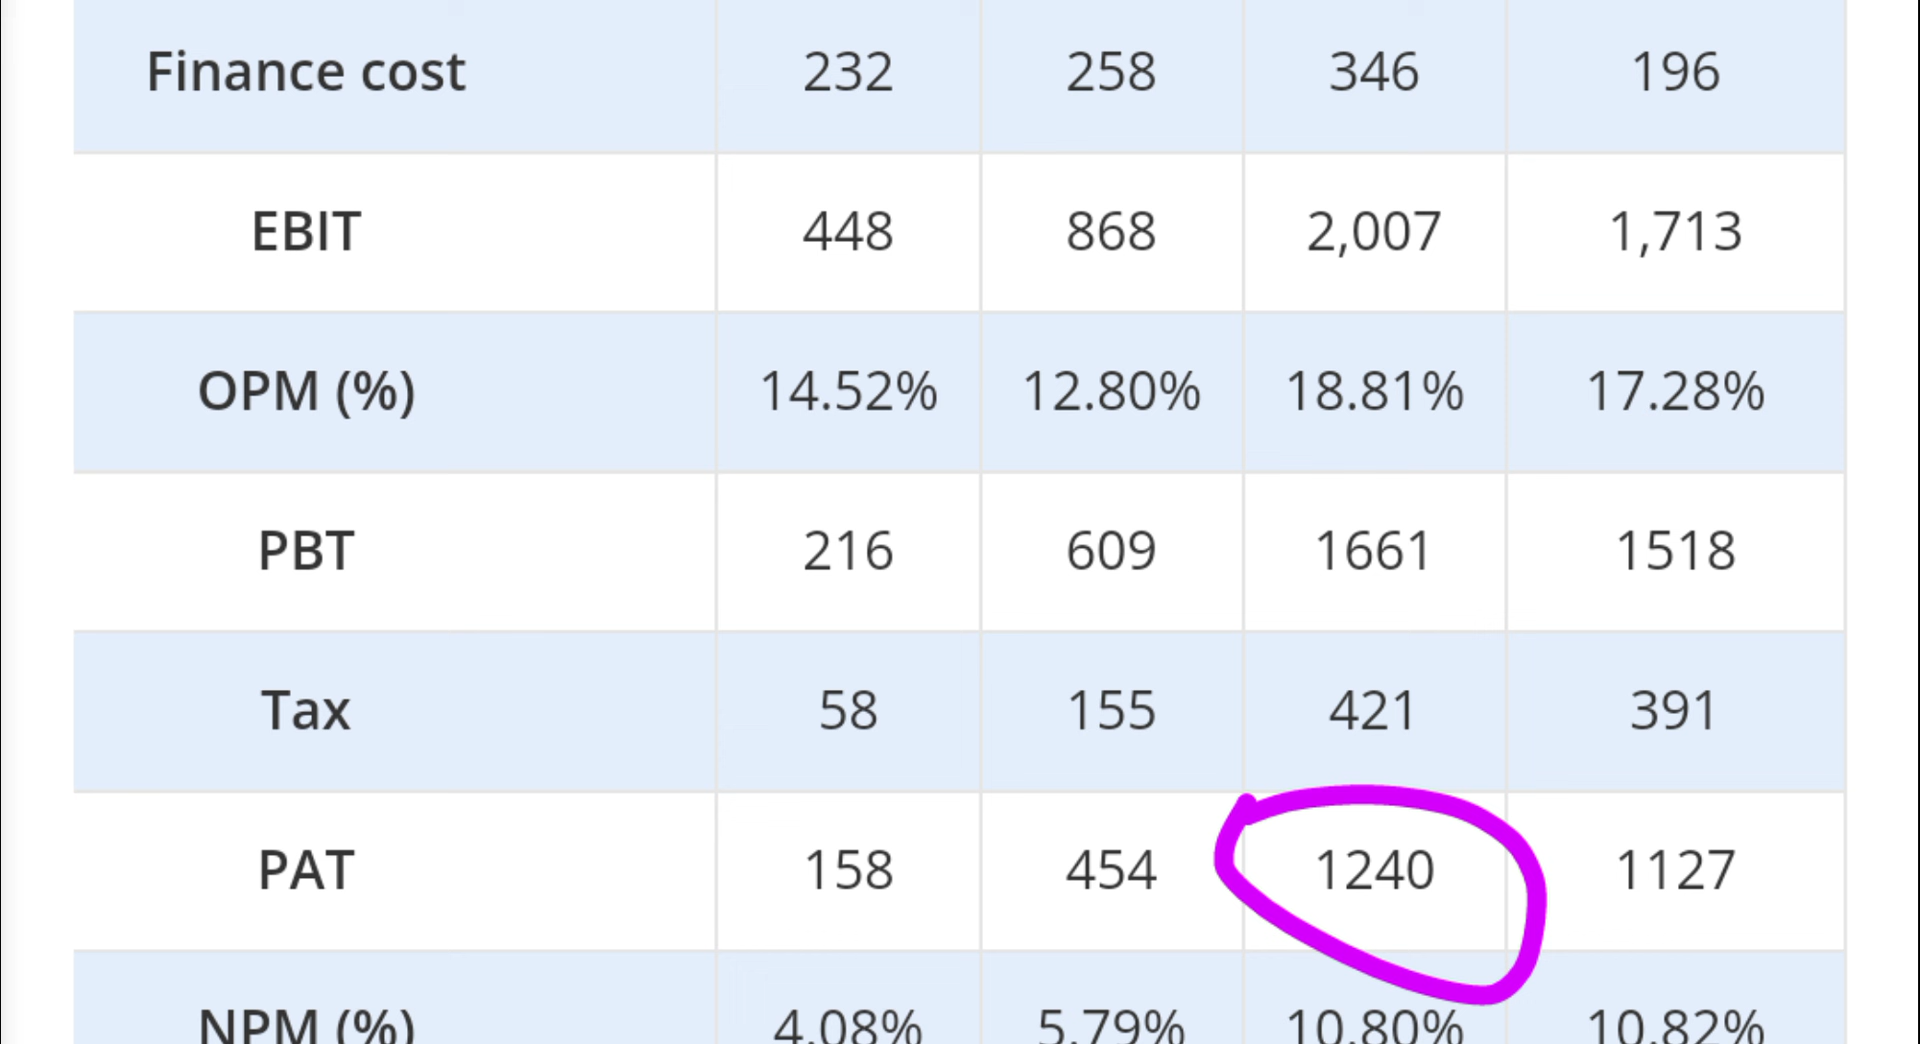 Finance cost 232 258 346 196
EBIT 448 868 2,007 1,713
OPM (%) 14.52% 12.80% 18.81% 17.28%
PBT 216 609 1661 1518
Tax 58 155 421 391
PAT 158 454 1240 1127
NPM (%) 4.08% 5.79% 10.80% 10.82%